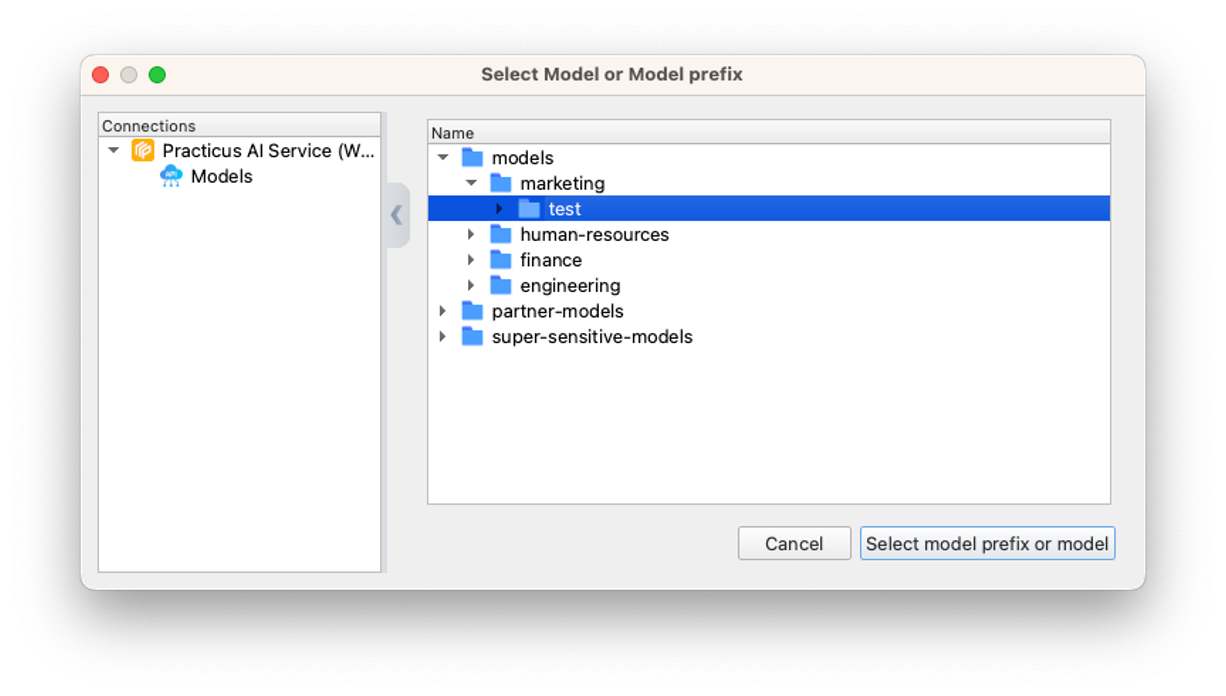 Select Model or Model prefix
Connections
Practicus AI Service (W...
API
Models
Name
models
marketing
test
human-resources
finance
engineering
partner-models
super-sensitive-models
Cancel
Select model prefix or model